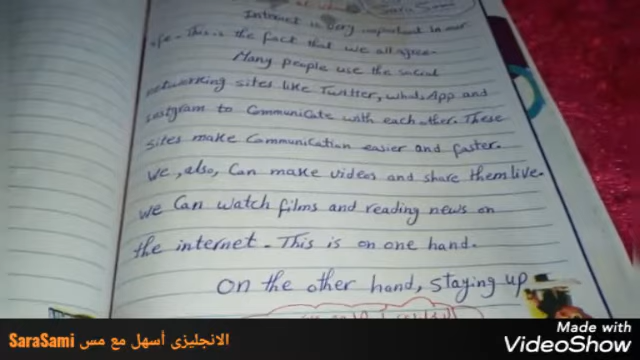 Sara Sami
Internet is very important in our
life. This is the fact that we all agree.
Many people use the social
networking sites like Twitter, WhatsApp and
instgram to communicate with each other. These
sites make communication easier and faster.
We, also, can make videos and share them live.
we can watch films and reading news on
the internet. This is on one hand.
on the other hand, staying up
SaraSami الانجليزى أسهل مع مس
Made with
VideoShow